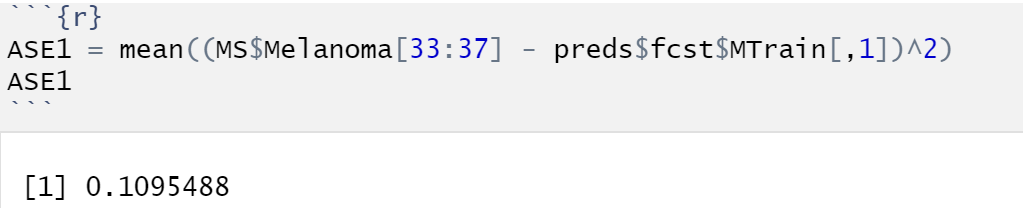 ```{r}
ASE1 = mean((MS$Melanoma[33:37] - preds$fcst$MTrain[,1])^2)
ASE1
```
[1] 0.1095488